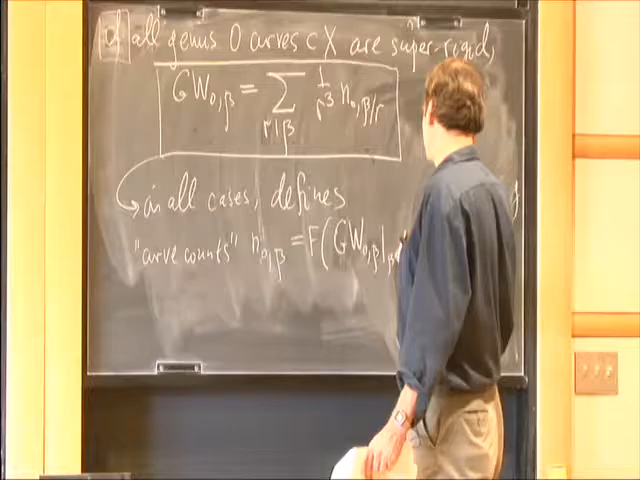 if all genus 0 curves ⊂ X are super-rigid,
GW₀,β = ∑_{r|β} 1/r³ n₀,β/r
in all cases, defines
"curve counts" n₀,β = F(GW₀,β|β